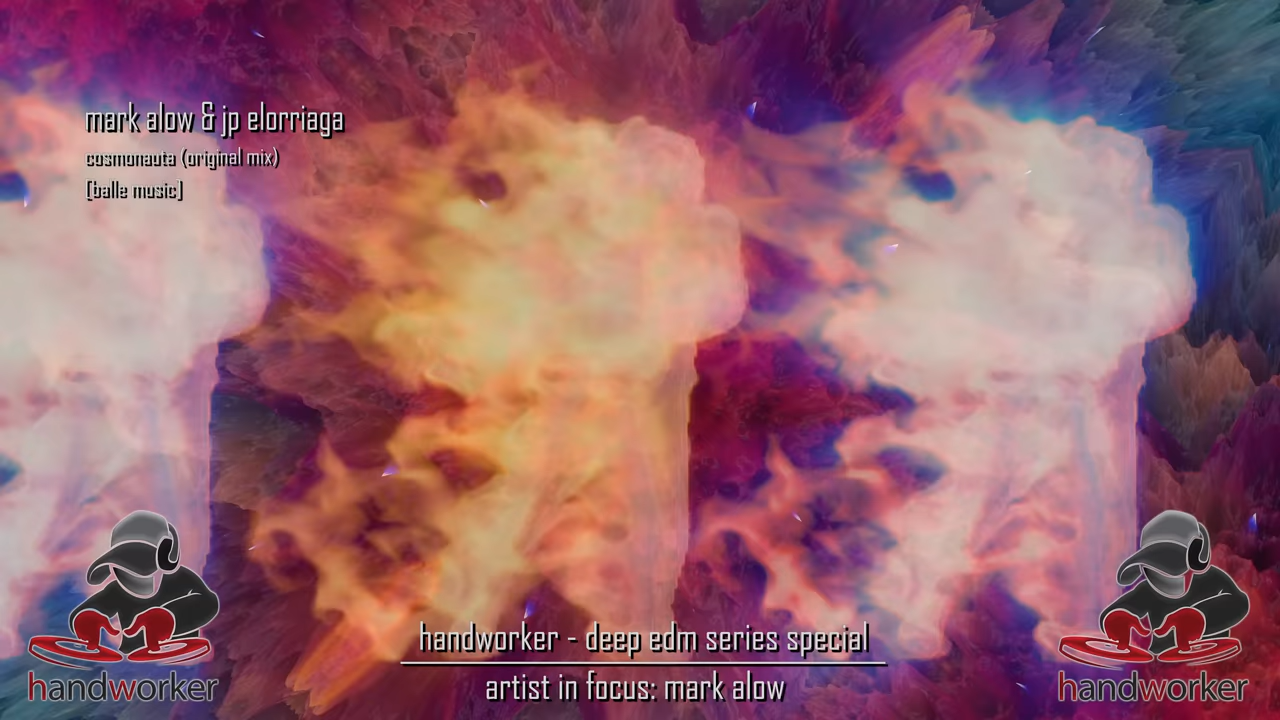 mark alow & jp elorriaga
cosmonauta (original mix)
[balle music]
handworker - deep edm series special
artist in focus: mark alow
handworker
handworker